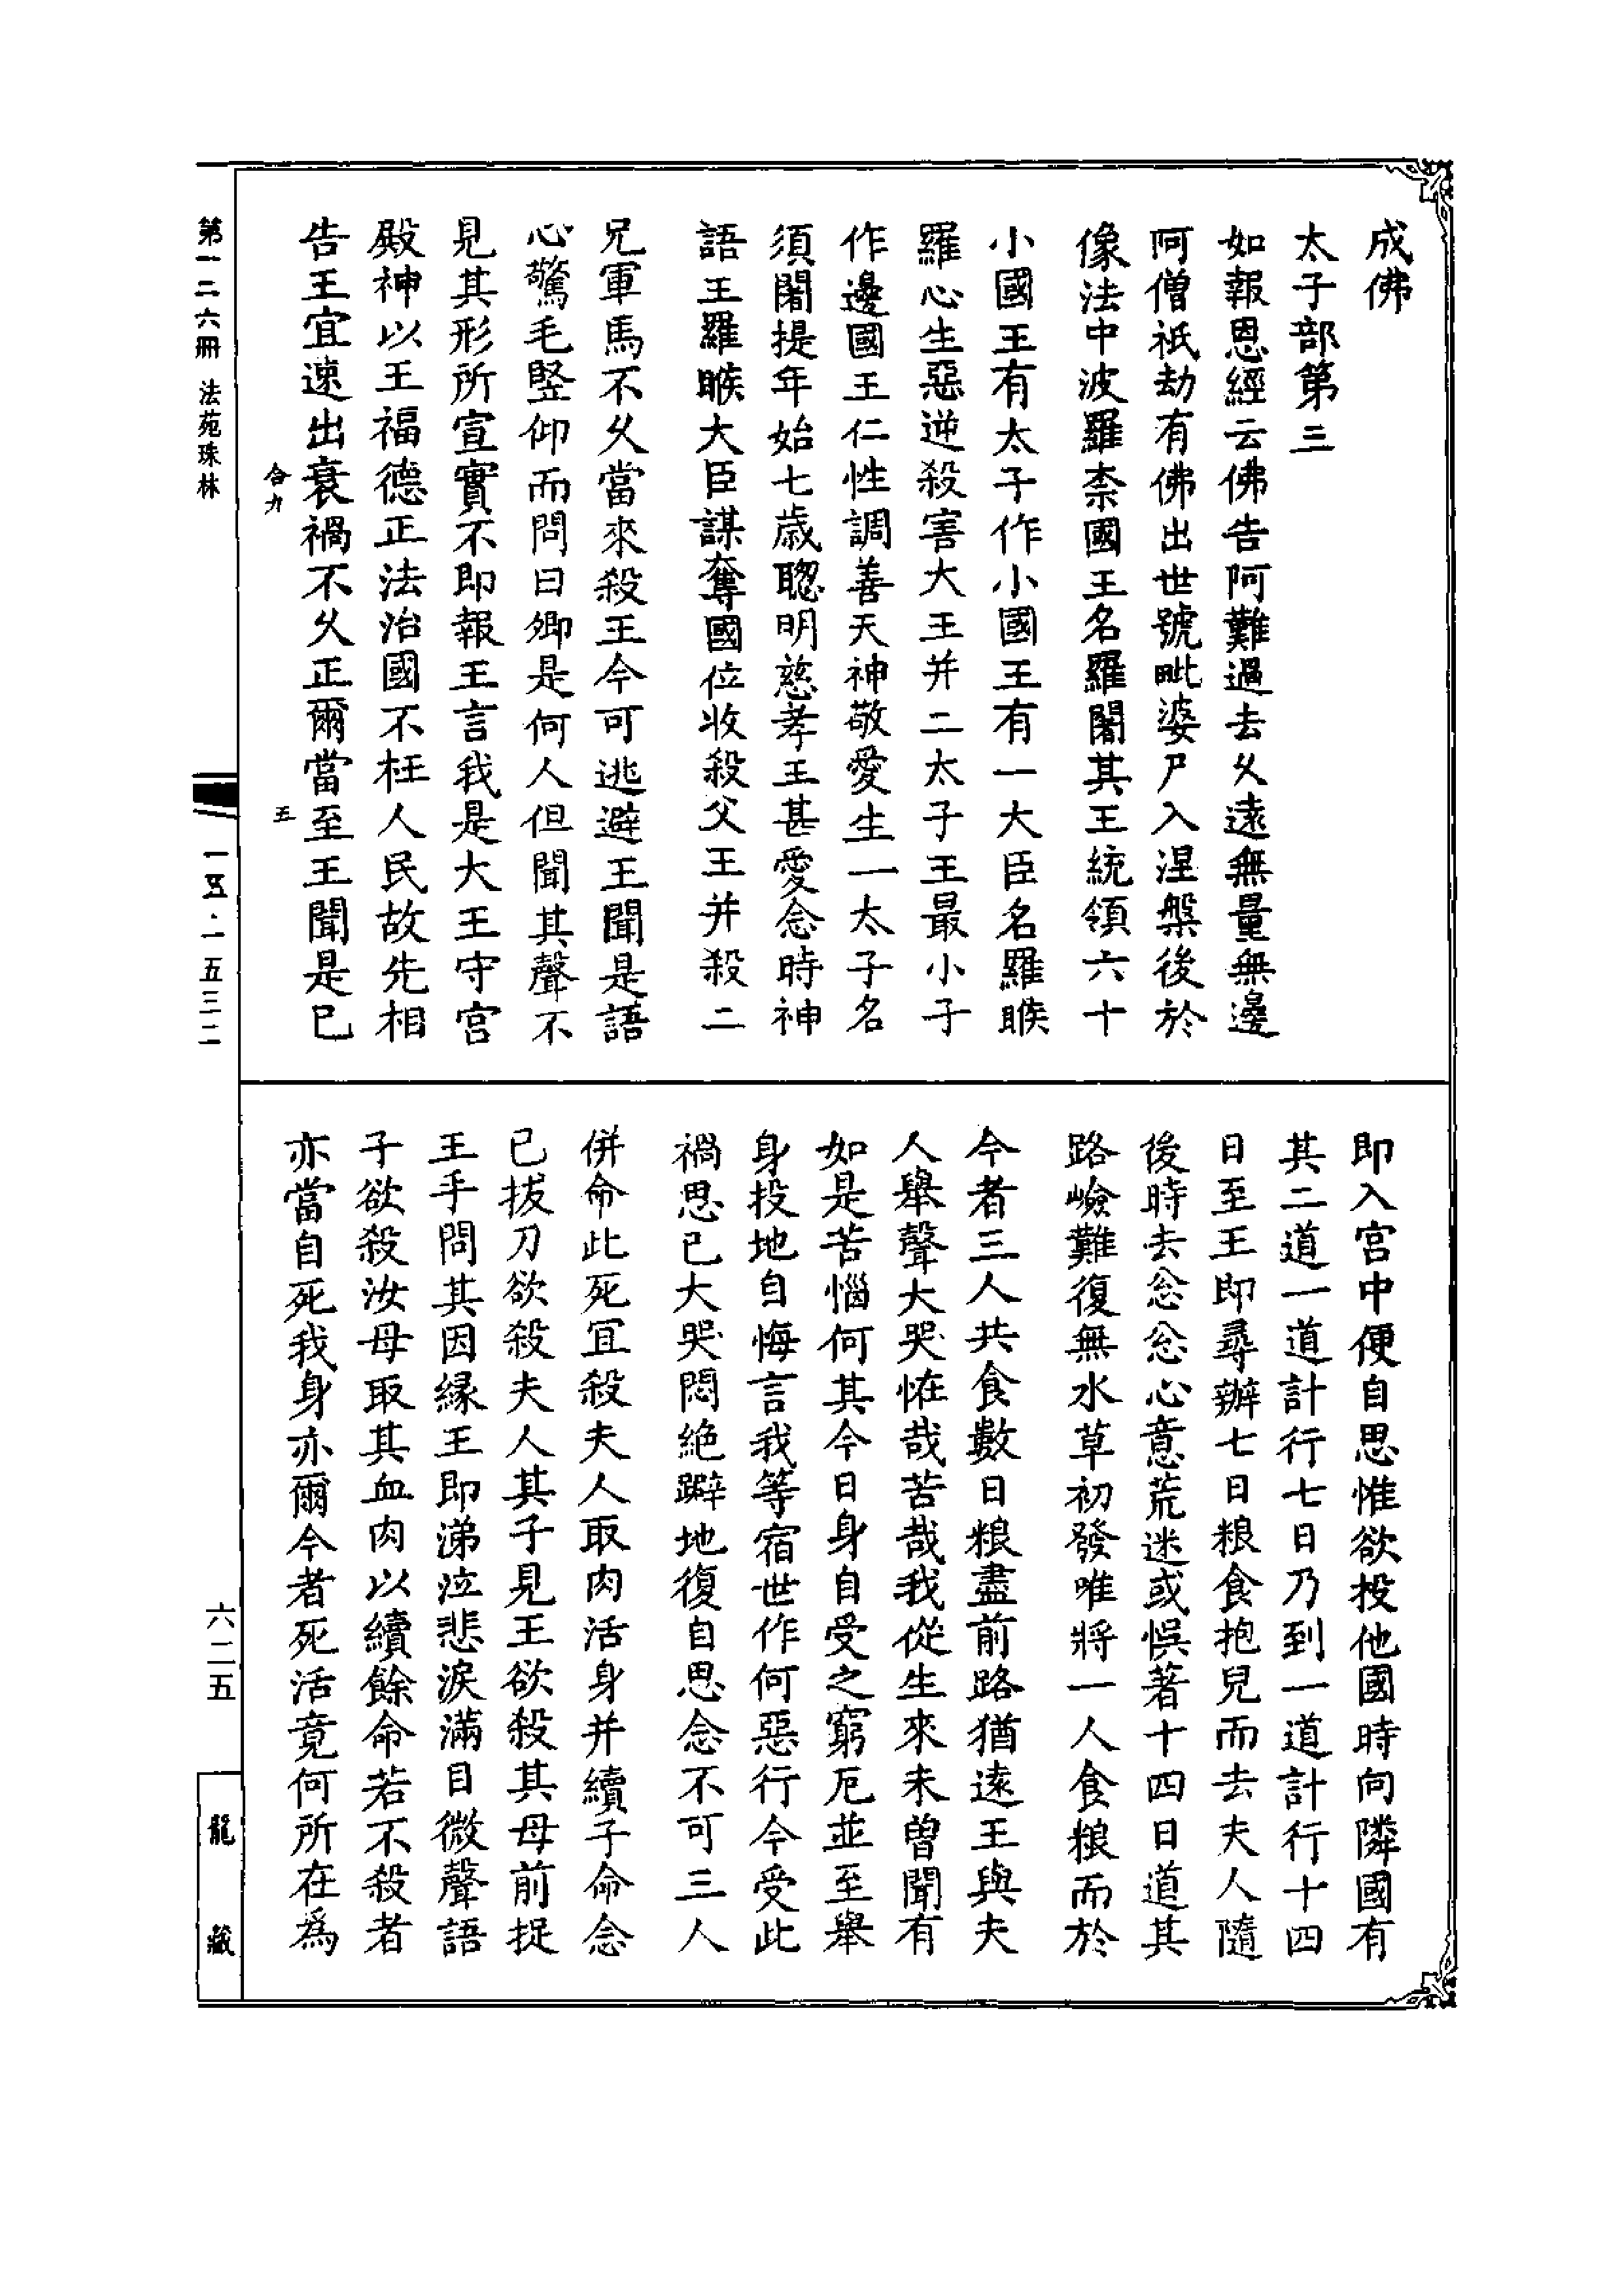 成佛
太子部第三
如報恩經云佛告阿難過去久遠無量無邊
阿僧祇劫有佛出世號毗婆尸入涅槃後於
像法中波羅柰國王名羅闍其王統領六十
小國王有太子作小國王有一大臣名羅睺
羅心生惡逆殺害大王并二太子王最小子
作邊國王仁性調善天神敬愛生一太子名
須闍提年始七歲聰明慈孝王甚愛念時神
語王羅睺大臣謀奪國位收殺父王并殺二
兄軍馬不久當來殺王今可逃避王聞是語
心驚毛竪仰而問曰卿是何人但聞其聲不
見其形所宣實不即報王言我是大王守宮
殿神以王福德正法治國不枉人民故先相
告王宜速出衰禍不久正爾當至王聞是已
即入宮中便自思惟欲投他國時向隣國有
其二道一道計行七日乃到一道計行十四
日至王即尋辦七日粮食抱兒而去夫人隨
後時去忩忩心意荒迷或悞著十四日道其
路嶮難復無水草初發唯將一人食粮而於
今者三人共食數日粮盡前路猶遠王與夫
人舉聲大哭恠哉苦哉我從生來未曾聞有
如是苦惱何其今日身自受之窮厄並至舉
身投地自悔言我等宿世作何惡行今受此
禍思已大哭悶絶躃地復自思念不可三人
併命此死宜殺夫人取肉活身并續子命念
已拔刀欲殺夫人其子見王欲殺其母前捉
王手問其因緣王即涕泣悲淚滿目微聲語
子欲殺汝母取其血肉以續餘命若不殺者
亦當自死我身亦爾今者死活竟何所在為
合九
五
第一二六冊 法苑珠林
一五·一五三二
六二五
龍藏